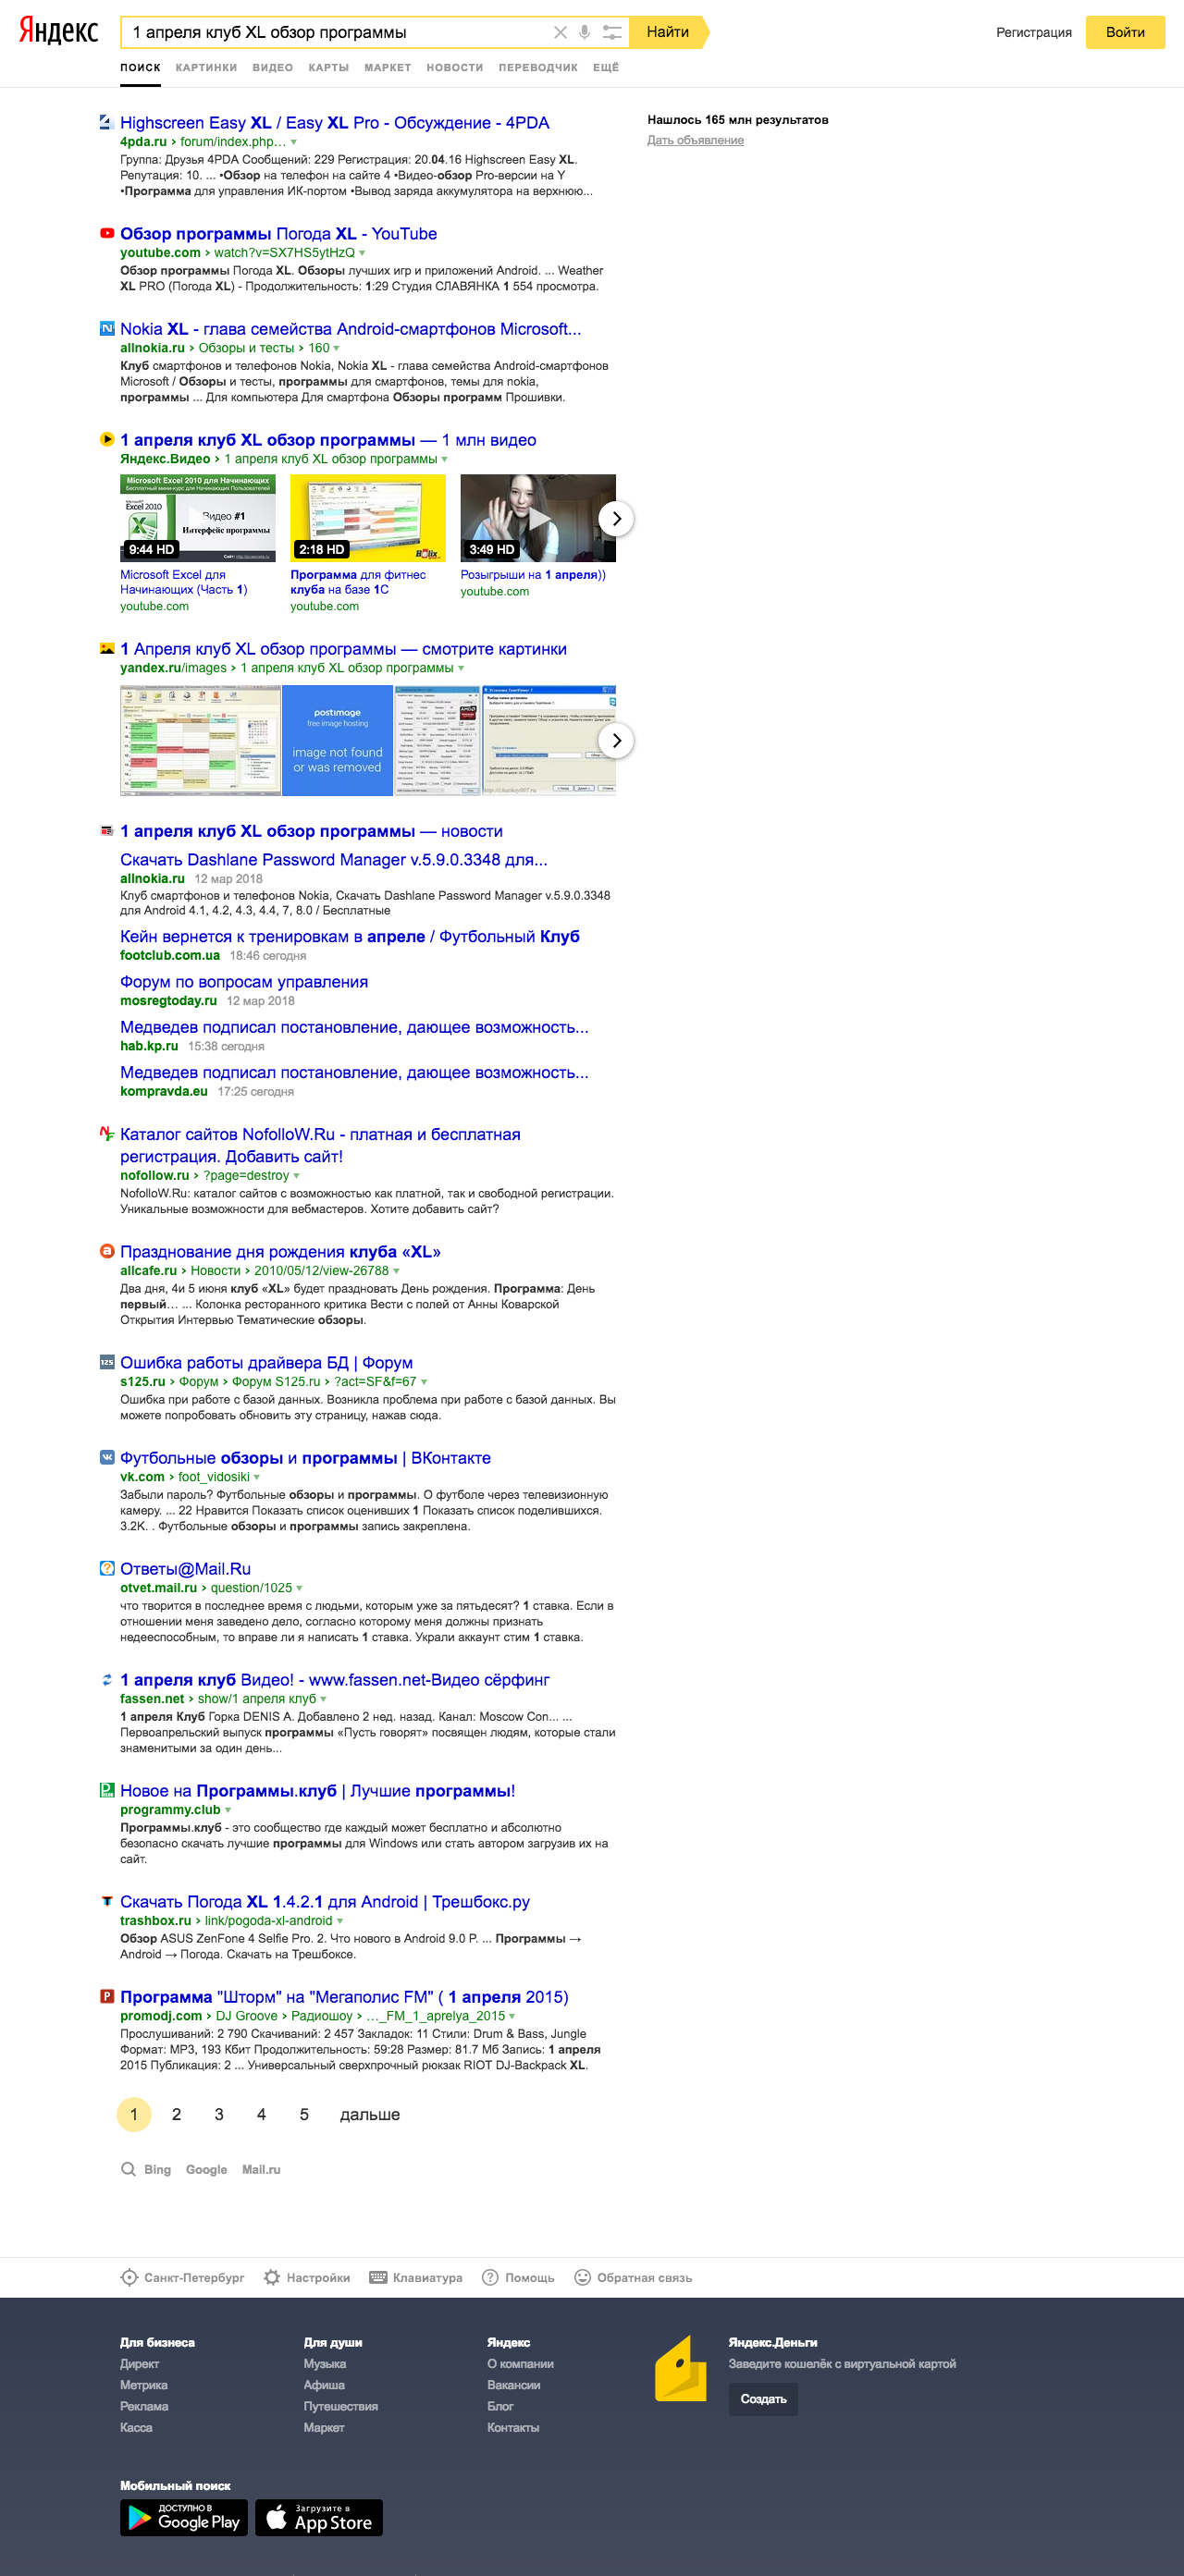 Яндекс
1 апреля клуб XL обзор программы
Найти
Регистрация
Войти
ПОИСК КАРТИНКИ ВИДЕО КАРТЫ МАРКЕТ НОВОСТИ ПЕРЕВОДЧИК ЕЩЁ
Нашлось 165 млн результатов
Дать объявление
Highscreen Easy XL / Easy XL Pro - Обсуждение - 4PDA
4pda.ru › forum/index.php…
Группа: Друзья 4PDA Сообщений: 229 Регистрация: 20.04.16 Highscreen Easy XL.
Репутация: 10. ... •Обзор на телефон на сайте 4 •Видео-обзор Pro-версии на Y
•Программа для управления ИК-портом •Вывод заряда аккумулятора на верхнюю...
Обзор программы Погода XL - YouTube
youtube.com › watch?v=SX7HS5ytHzQ
Обзор программы Погода XL. Обзоры лучших игр и приложений Android. ... Weather
XL PRO (Погода XL) - Продолжительность: 1:29 Студия СЛАВЯНКА 1 554 просмотра.
Nokia XL - глава семейства Android-смартфонов Microsoft...
allnokia.ru › Обзоры и тесты › 160
Клуб смартфонов и телефонов Nokia, Nokia XL - глава семейства Android-смартфонов
Microsoft / Обзоры и тесты, программы для смартфонов, темы для nokia,
программы ... Для компьютера Для смартфона Обзоры программ Прошивки.
1 апреля клуб XL обзор программы — 1 млн видео
Яндекс.Видео › 1 апреля клуб XL обзор программы
Microsoft Excel 2010 для Начинающих
Excel 2010
Видео #1
Интерфейс программы
9:44 HD
2:18 HD
3:49 HD
Microsoft Excel для
Начинающих (Часть 1)
youtube.com
Программа для фитнес
клуба на базе 1С
youtube.com
Розыгрыши на 1 апреля))
youtube.com
1 Апреля клуб XL обзор программы — смотрите картинки
yandex.ru/images › 1 апреля клуб XL обзор программы
postimage
free image hosting
image not found
or was removed
1 апреля клуб XL обзор программы — новости
Скачать Dashlane Password Manager v.5.9.0.3348 для...
allnokia.ru 12 мар 2018
Клуб смартфонов и телефонов Nokia, Скачать Dashlane Password Manager v.5.9.0.3348
для Android 4.1, 4.2, 4.3, 4.4, 7, 8.0 / Бесплатные
Кейн вернется к тренировкам в апреле / Футбольный Клуб
footclub.com.ua 18:46 сегодня
Форум по вопросам управления
mosregtoday.ru 12 мар 2018
Медведев подписал постановление, дающее возможность...
hab.kp.ru 15:38 сегодня
Медведев подписал постановление, дающее возможность...
kompravda.eu 17:25 сегодня
Каталог сайтов NofolloW.Ru - платная и бесплатная
регистрация. Добавить сайт!
nofollow.ru › ?page=destroy
NofolloW.Ru: каталог сайтов с возможностью как платной, так и свободной регистрации.
Уникальные возможности для вебмастеров. Хотите добавить сайт?
Празднование дня рождения клуба «XL»
allcafe.ru › Новости › 2010/05/12/view-26788
Два дня, 4и 5 июня клуб «XL» будет праздновать День рождения. Программа: День
первый… ... Колонка ресторанного критика Вести с полей от Анны Коварской
Открытия Интервью Тематические обзоры.
Ошибка работы драйвера БД | Форум
s125.ru › Форум › Форум S125.ru › ?act=SF&f=67
Ошибка при работе с базой данных. Возникла проблема при работе с базой данных. Вы
можете попробовать обновить эту страницу, нажав сюда.
Футбольные обзоры и программы | ВКонтакте
vk.com › foot_vidosiki
Забыли пароль? Футбольные обзоры и программы. О футболе через телевизионную
камеру. ... 22 Нравится Показать список оценивших 1 Показать список поделившихся.
3.2K. . Футбольные обзоры и программы запись закреплена.
Ответы@Mail.Ru
otvet.mail.ru › question/1025
что творится в последнее время с людьми, которым уже за пятьдесят? 1 ставка. Если в
отношении меня заведено дело, согласно которому меня должны признать
недееспособным, то вправе ли я написать 1 ставка. Украли аккаунт стим 1 ставка.
1 апреля клуб Видео! - www.fassen.net-Видео сёрфинг
fassen.net › show/1 апреля клуб
1 апреля Клуб Горка DENIS A. Добавлено 2 нед. назад. Канал: Moscow Con... ...
Первоапрельский выпуск программы «Пусть говорят» посвящен людям, которые стали
знаменитыми за один день...
Новое на Программы.клуб | Лучшие программы!
programmy.club
Программы.клуб - это сообщество где каждый может бесплатно и абсолютно
безопасно скачать лучшие программы для Windows или стать автором загрузив их на
сайт.
Скачать Погода XL 1.4.2.1 для Android | Трешбокс.ру
trashbox.ru › link/pogoda-xl-android
Обзор ASUS ZenFone 4 Selfie Pro. 2. Что нового в Android 9.0 P. ... Программы →
Android → Погода. Скачать на Трешбоксе.
Программа "Шторм" на "Мегаполис FM" ( 1 апреля 2015)
promodj.com › DJ Groove › Радиошоу › …_FM_1_aprelya_2015
Прослушиваний: 2 790 Скачиваний: 2 457 Закладок: 11 Стили: Drum & Bass, Jungle
Формат: MP3, 193 Кбит Продолжительность: 59:28 Размер: 81.7 Мб Запись: 1 апреля
2015 Публикация: 2 ... Универсальный сверхпрочный рюкзак RIOT DJ-Backpack XL.
1 2 3 4 5 дальше
Bing Google Mail.ru
Санкт-Петербург Настройки Клавиатура Помощь Обратная связь
Для бизнеса
Директ
Метрика
Реклама
Касса
Для души
Музыка
Афиша
Путешествия
Маркет
Яндекс
О компании
Вакансии
Блог
Контакты
Яндекс.Деньги
Заведите кошелёк с виртуальной картой
Создать
Мобильный поиск
ДОСТУПНО В
Google Play
Загрузите в
App Store